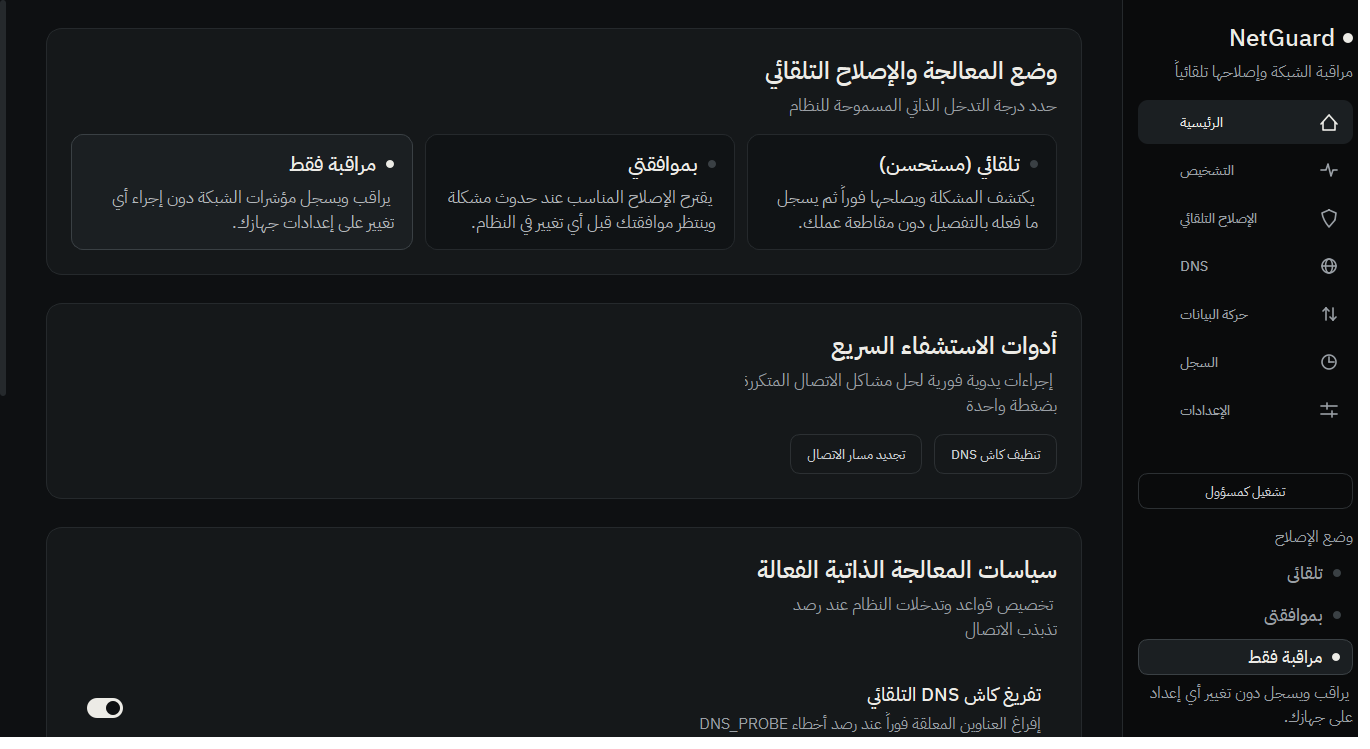 NetGuard
مراقبة الشبكة وإصلاحها تلقائياً
الرئيسية
التشخيص
الإصلاح التلقائي
DNS
حركة البيانات
السجل
الإعدادات
تشغيل كمسؤول
وضع الإصلاح
تلقائي
بموافقتي
مراقبة فقط
يراقب ويسجل دون تغيير أي إعداد
على جهازك.
وضع المعالجة والإصلاح التلقائي
حدد درجة التدخل الذاتي المسموحة للنظام
تلقائي (مستحسن)
يكتشف المشكلة ويصلحها فوراً ثم يسجل
ما فعله بالتفصيل دون مقاطعة عملك.
بموافقتي
يقترح الإصلاح المناسب عند حدوث مشكلة
وينتظر موافقتك قبل أي تغيير في النظام.
مراقبة فقط
يراقب ويسجل مؤشرات الشبكة دون إجراء أي
تغيير على إعدادات جهازك.
أدوات الاستشفاء السريع
إجراءات يدوية فورية لحل مشاكل الاتصال المتكررة
بضغطة واحدة
تنظيف كاش DNS
تجديد مسار الاتصال
سياسات المعالجة الذاتية الفعالة
تخصيص قواعد وتدخلات النظام عند رصد
تذبذب الاتصال
تفريغ كاش DNS التلقائي
إفراغ العناوين المعلقة فوراً عند رصد أخطاء DNS_PROBE